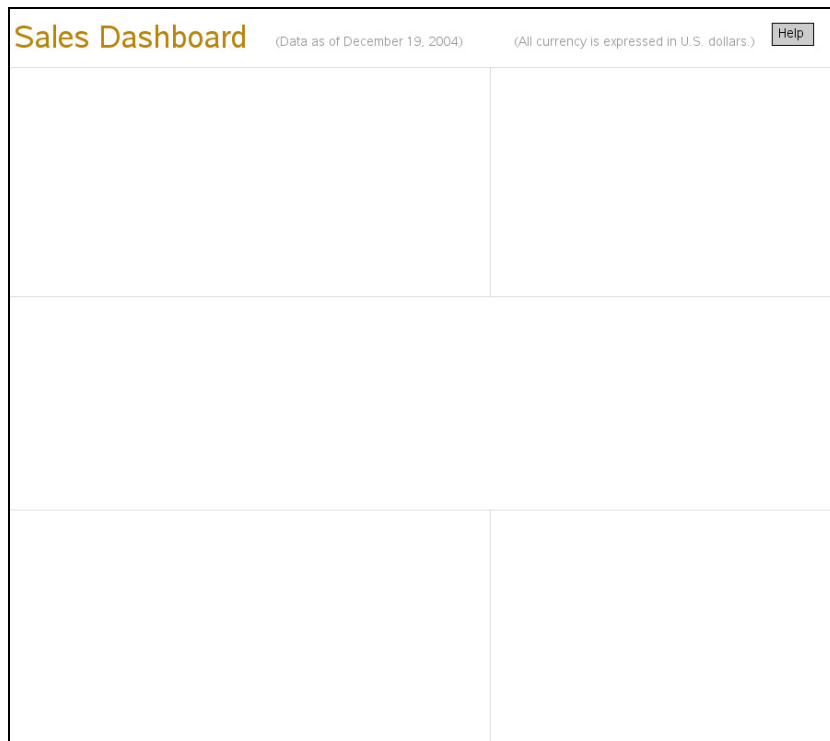 Sales Dashboard (Data as of December 19, 2004) (All currency is expressed in U.S. dollars.) Help